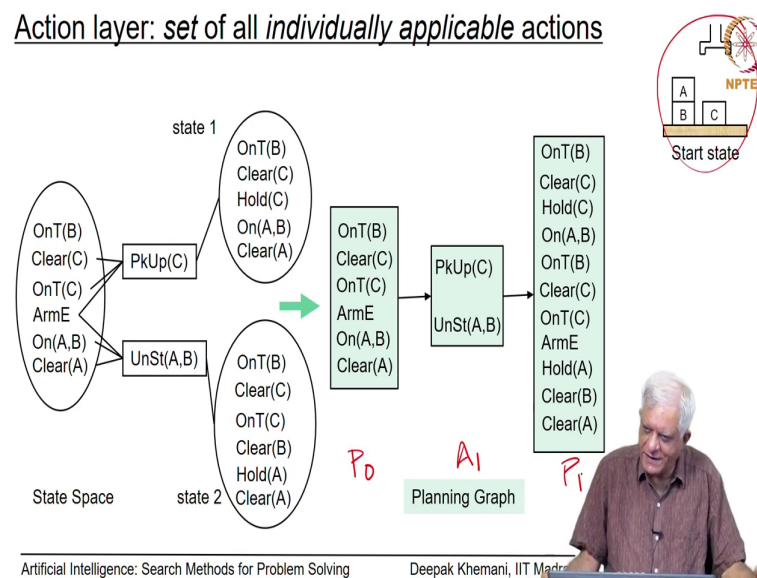 Action layer: set of all individually applicable actions
NPTE
A
B
C
Start state
state 1
OnT(B)
Clear(C)
Hold(C)
On(A,B)
Clear(A)
OnT(B)
Clear(C)
OnT(C)
ArmE
On(A,B)
Clear(A)
PkUp(C)
UnSt(A,B)
OnT(B)
Clear(C)
OnT(C)
Clear(B)
Hold(A)
Clear(A)
State Space
state 2
OnT(B)
Clear(C)
OnT(C)
ArmE
On(A,B)
Clear(A)
PkUp(C)
UnSt(A,B)
OnT(B)
Clear(C)
Hold(C)
On(A,B)
OnT(B)
Clear(C)
OnT(C)
ArmE
Hold(A)
Clear(B)
Clear(A)
P0
A1
P1
Planning Graph
Artificial Intelligence: Search Methods for Problem Solving
Deepak Khemani, IIT Madra